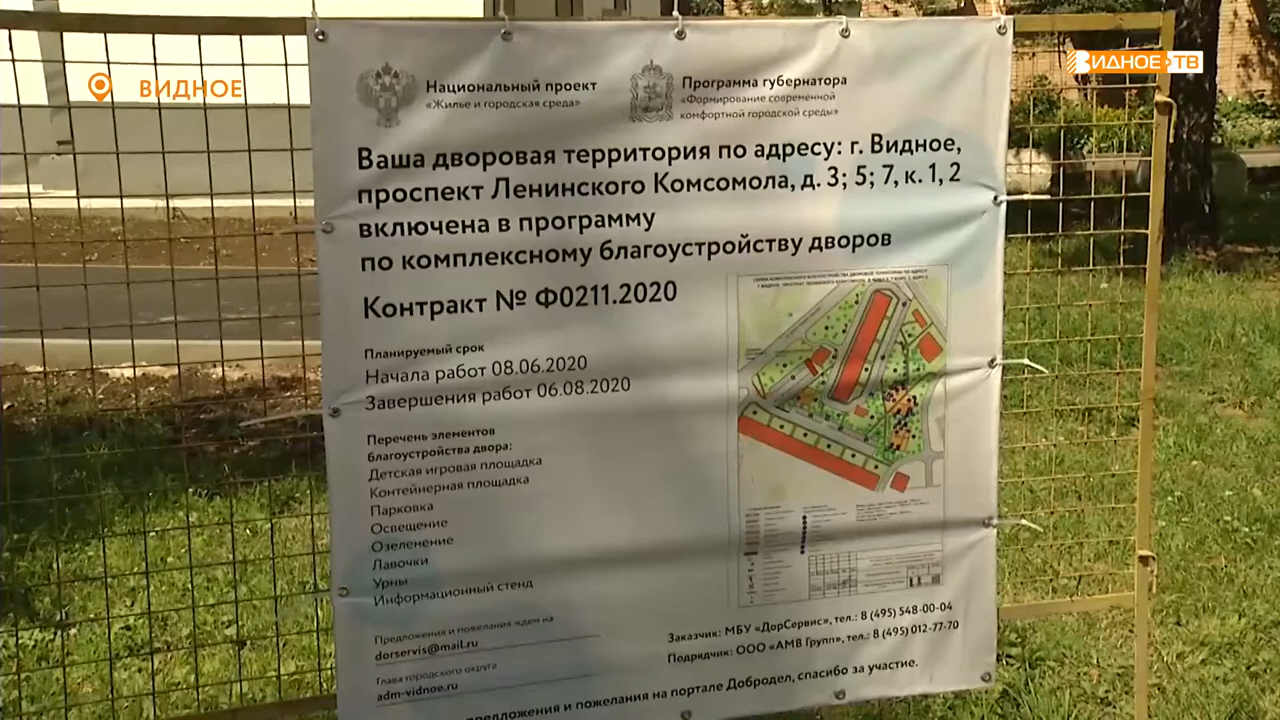 ВИДНОЕ
ВИДНОЕ ТВ
Национальный проект
«Жилье и городская среда»
Программа губернатора
«Формирование современной
комфортной городской среды»
Ваша дворовая территория по адресу: г. Видное,
проспект Ленинского Комсомола, д. 3; 5; 7, к. 1, 2
включена в программу
по комплексному благоустройству дворов
Контракт № Ф0211.2020
Планируемый срок
Начала работ 08.06.2020
Завершения работ 06.08.2020
Перечень элементов
благоустройства двора:
Детская игровая площадка
Контейнерная площадка
Парковка
Освещение
Озеленение
Лавочки
Урны
Информационный стенд
Предложения и пожелания ждем на
dorservis@mail.ru
Глава городского округа
adm-vidnoe.ru
Заказчик: МБУ «ДорСервис», тел.: 8 (495) 548-00-04
Подрядчик: ООО «АМВ Групп», тел.: 8 (495) 012-77-70
предложения и пожелания на портале Добродел, спасибо за участие.